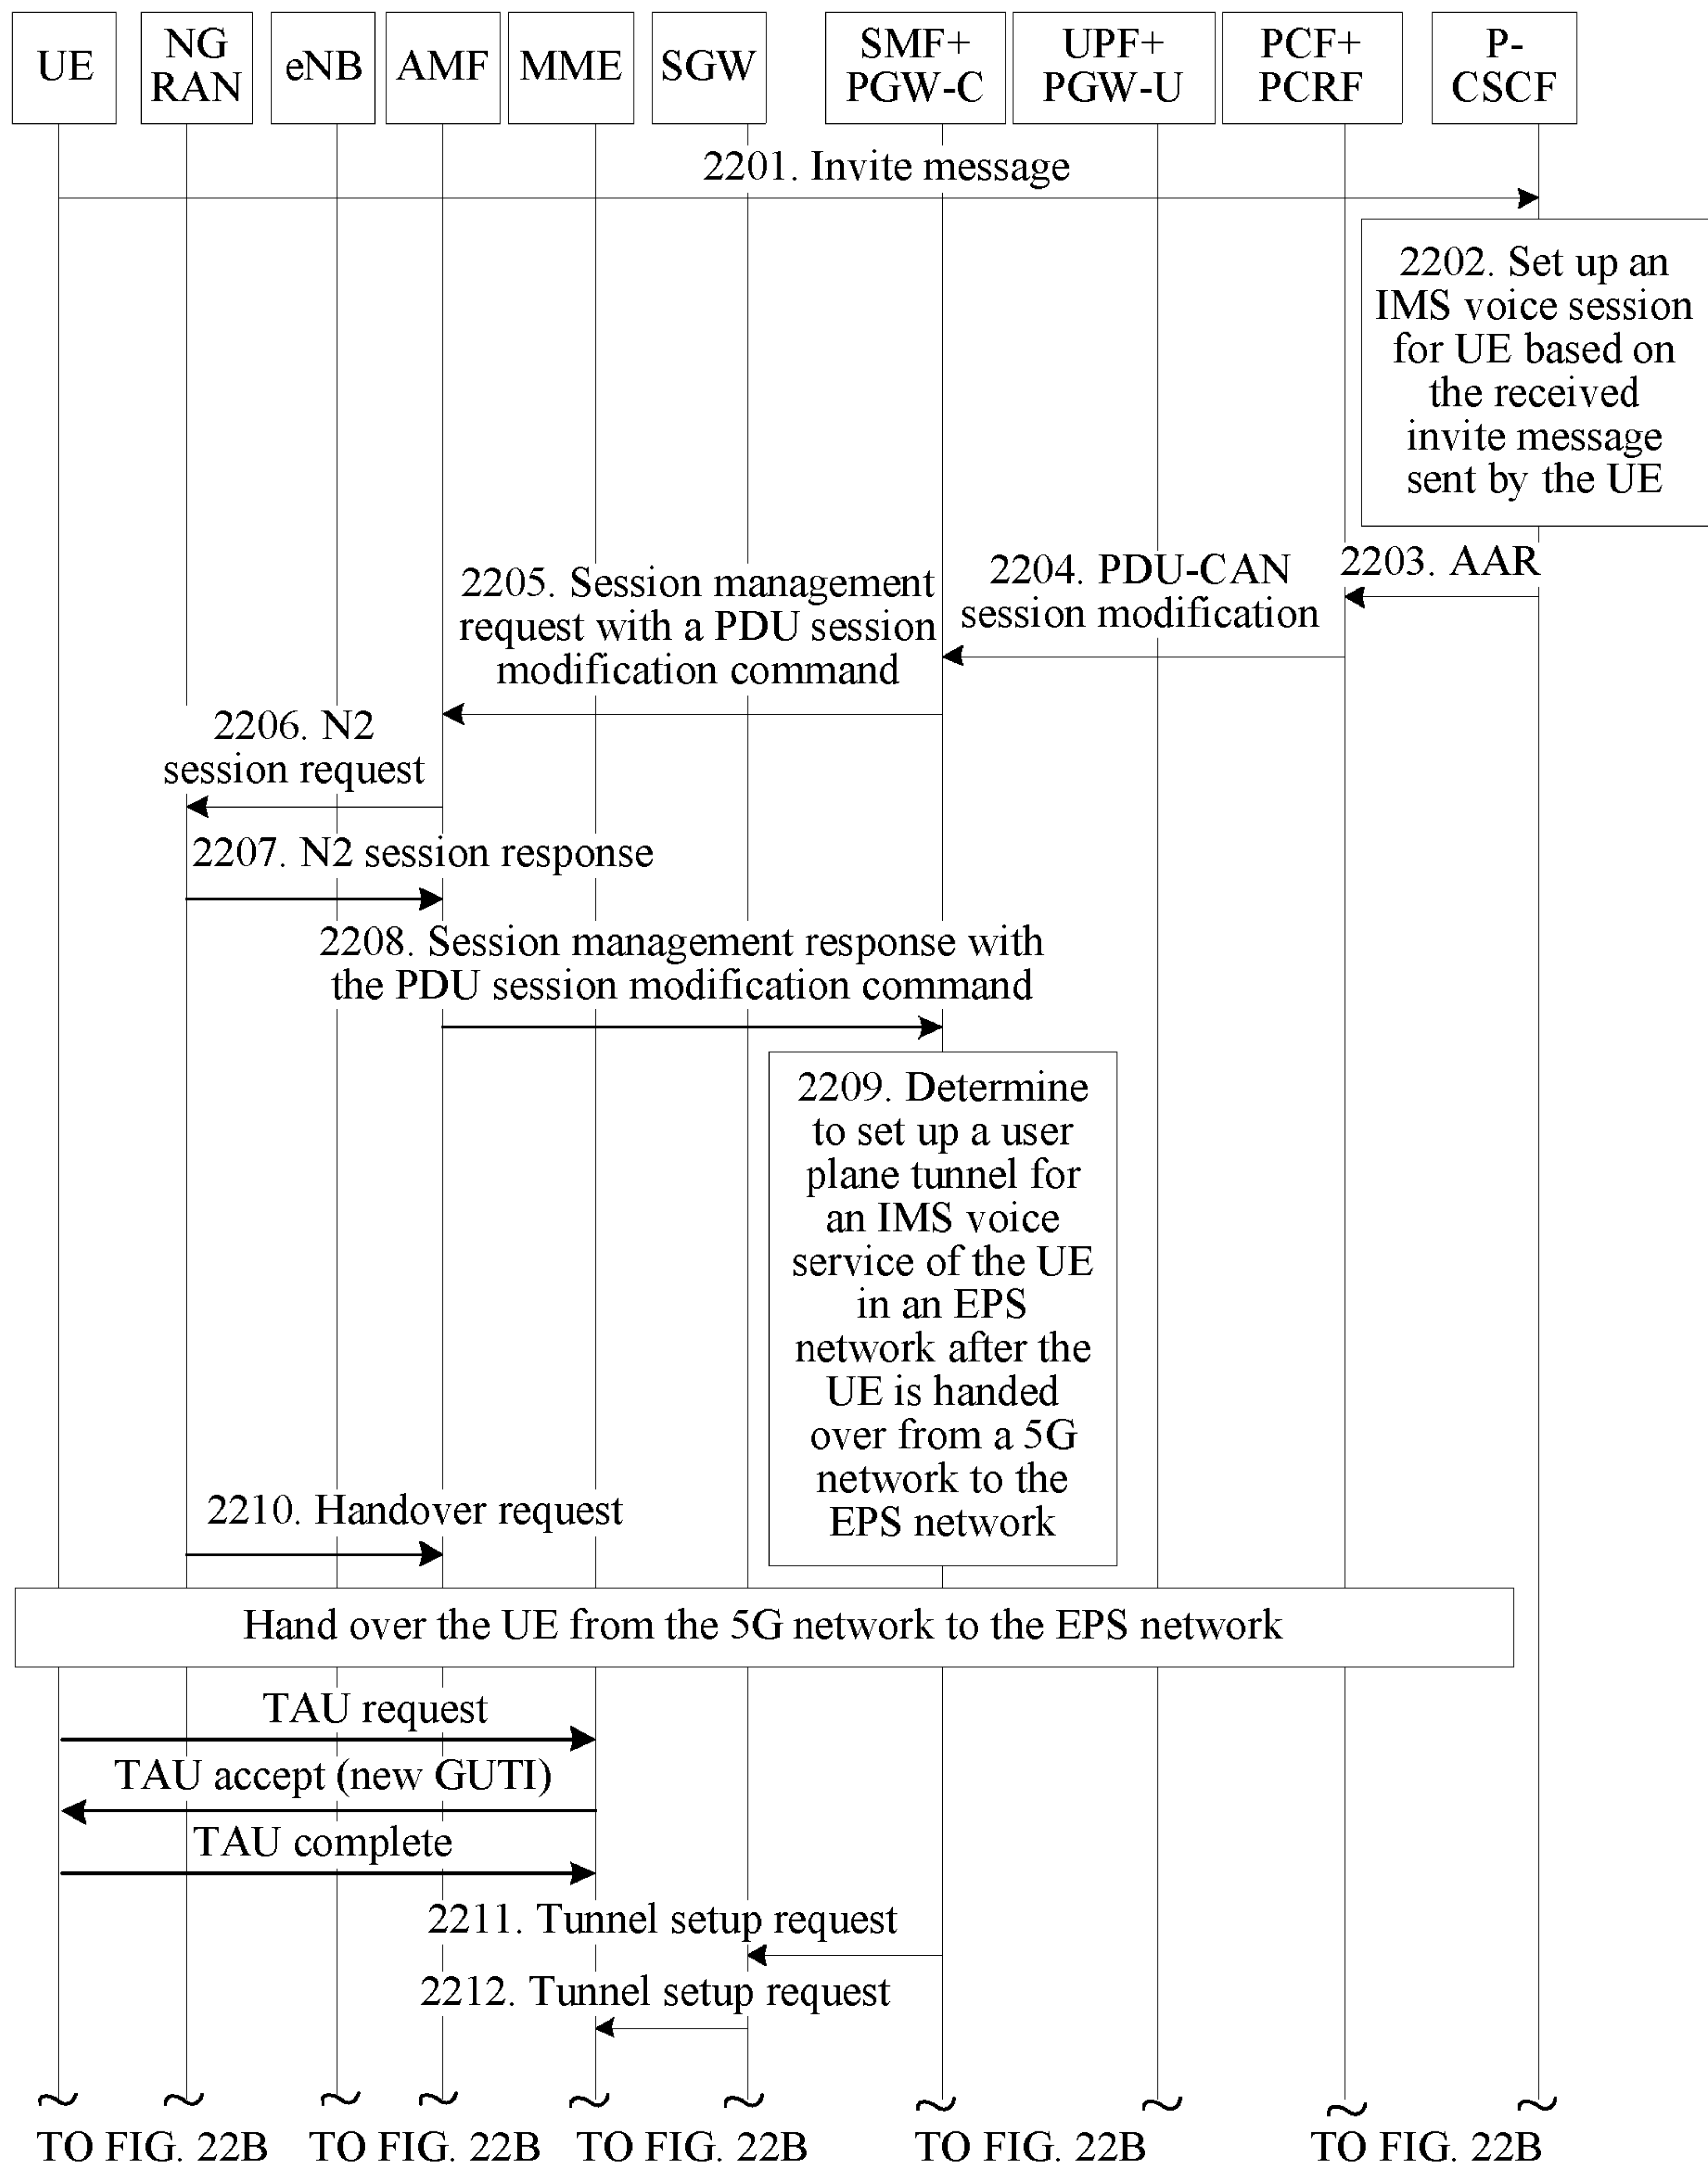 UE
NG
RAN
eNB
AMF
MME
SGW
SMF+
PGW-C
UPF+
PGW-U
PCF+
PCRF
P-
CSCF
2201. Invite message
2202. Set up an
IMS voice session
for UE based on
the received
invite message
sent by the UE
2203. AAR
2204. PDU-CAN
session modification
2205. Session management
request with a PDU session
modification command
2206. N2
session request
2207. N2 session response
2208. Session management response with
the PDU session modification command
2209. Determine
to set up a user
plane tunnel for
an IMS voice
service of the UE
in an EPS
network after the
UE is handed
over from a 5G
network to the
EPS network
2210. Handover request
Hand over the UE from the 5G network to the EPS network
TAU request
TAU accept (new GUTI)
TAU complete
2211. Tunnel setup request
2212. Tunnel setup request
TO FIG. 22B
TO FIG. 22B
TO FIG. 22B
TO FIG. 22B
TO FIG. 22B